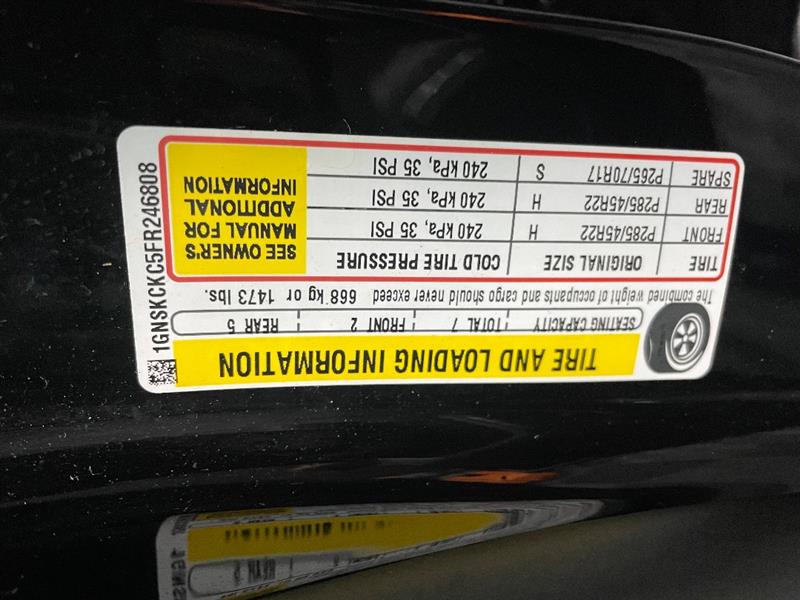 TIRE AND LOADING INFORMATION
SEATING CAPACITY TOTAL 7 FRONT 2 REAR 5
The combined weight of occupants and cargo should never exceed 668 kg or 1473 lbs.
TIRE ORIGINAL SIZE COLD TIRE PRESSURE
FRONT P285/45R22 H 240 kPa, 35 PSI
REAR P285/45R22 H 240 kPa, 35 PSI
SPARE P265/70R17 S 240 kPa, 35 PSI
SEE OWNER'S
MANUAL FOR
ADDITIONAL
INFORMATION
1GNSKCKC5FR246808
REAR 5